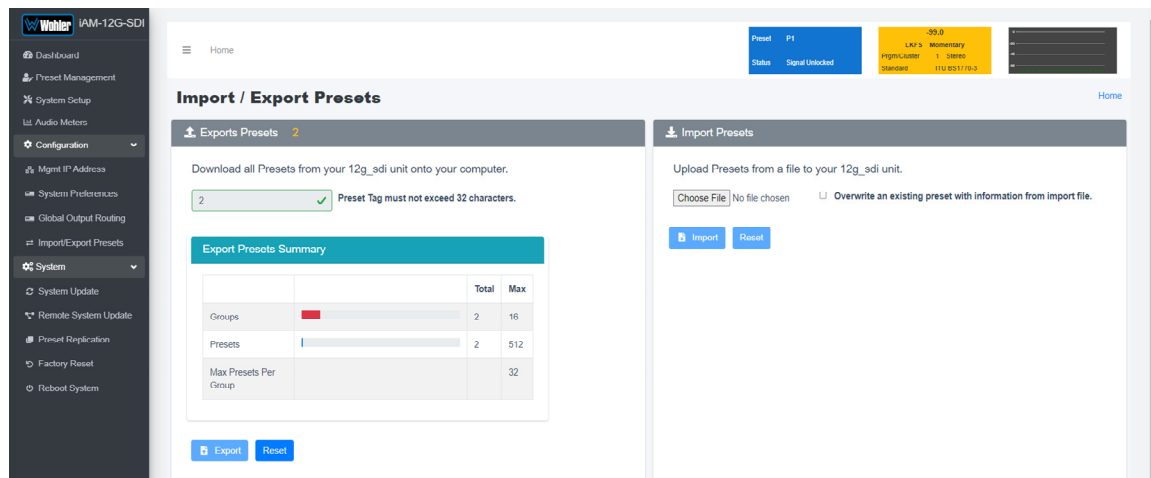 Wohler iAM-12G-SDI
Dashboard
Preset Management
System Setup
Audio Meters
Configuration
Mgmt IP Address
System Preferences
Global Output Routing
Import/Export Presets
System
System Update
Remote System Update
Preset Replication
Factory Reset
Reboot System
Home
Preset P1
Status Signal Unlocked
-99.0
LKFS Momentary
Prgm/Cluster 1 Stereo
Standard ITU BS1770-3
Import / Export Presets
Home
Exports Presets 2
Download all Presets from your 12g_sdi unit onto your computer.
2
Preset Tag must not exceed 32 characters.
Export Presets Summary
Total Max
Groups 2 16
Presets 2 512
Max Presets Per
Group
32
Export Reset
Import Presets
Upload Presets from a file to your 12g_sdi unit.
Choose File No file chosen
Overwrite an existing preset with information from import file.
Import Reset